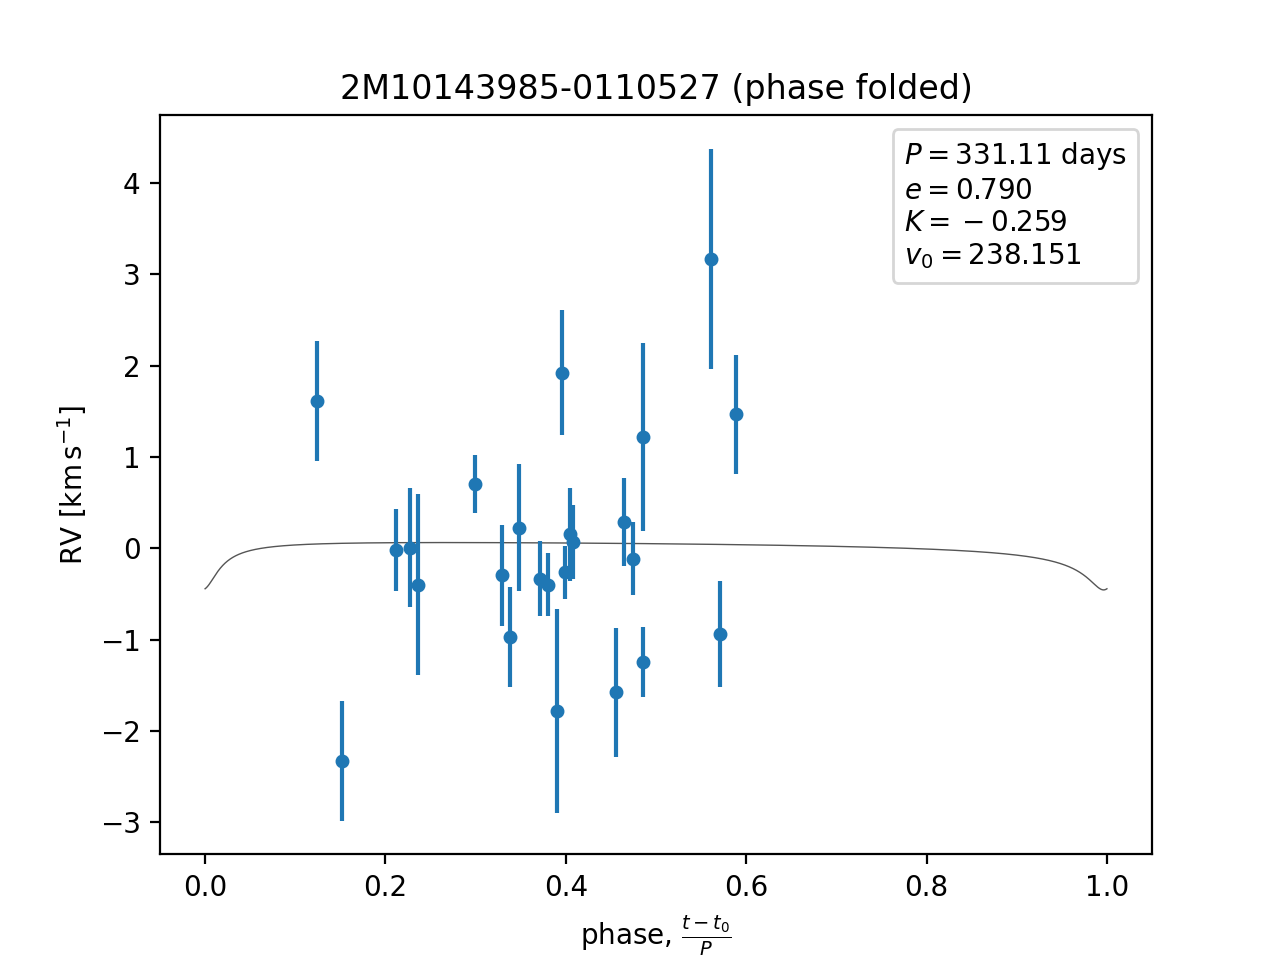 2M10143985-0110527 (phase folded)
P = 331.11 days
e = 0.790
K = −0.259
v₀ = 238.151
4
3
2
1
0
−1
−2
−3
RV [km s⁻¹]
0.0 0.2 0.4 0.6 0.8 1.0
phase, (t − t₀)/P